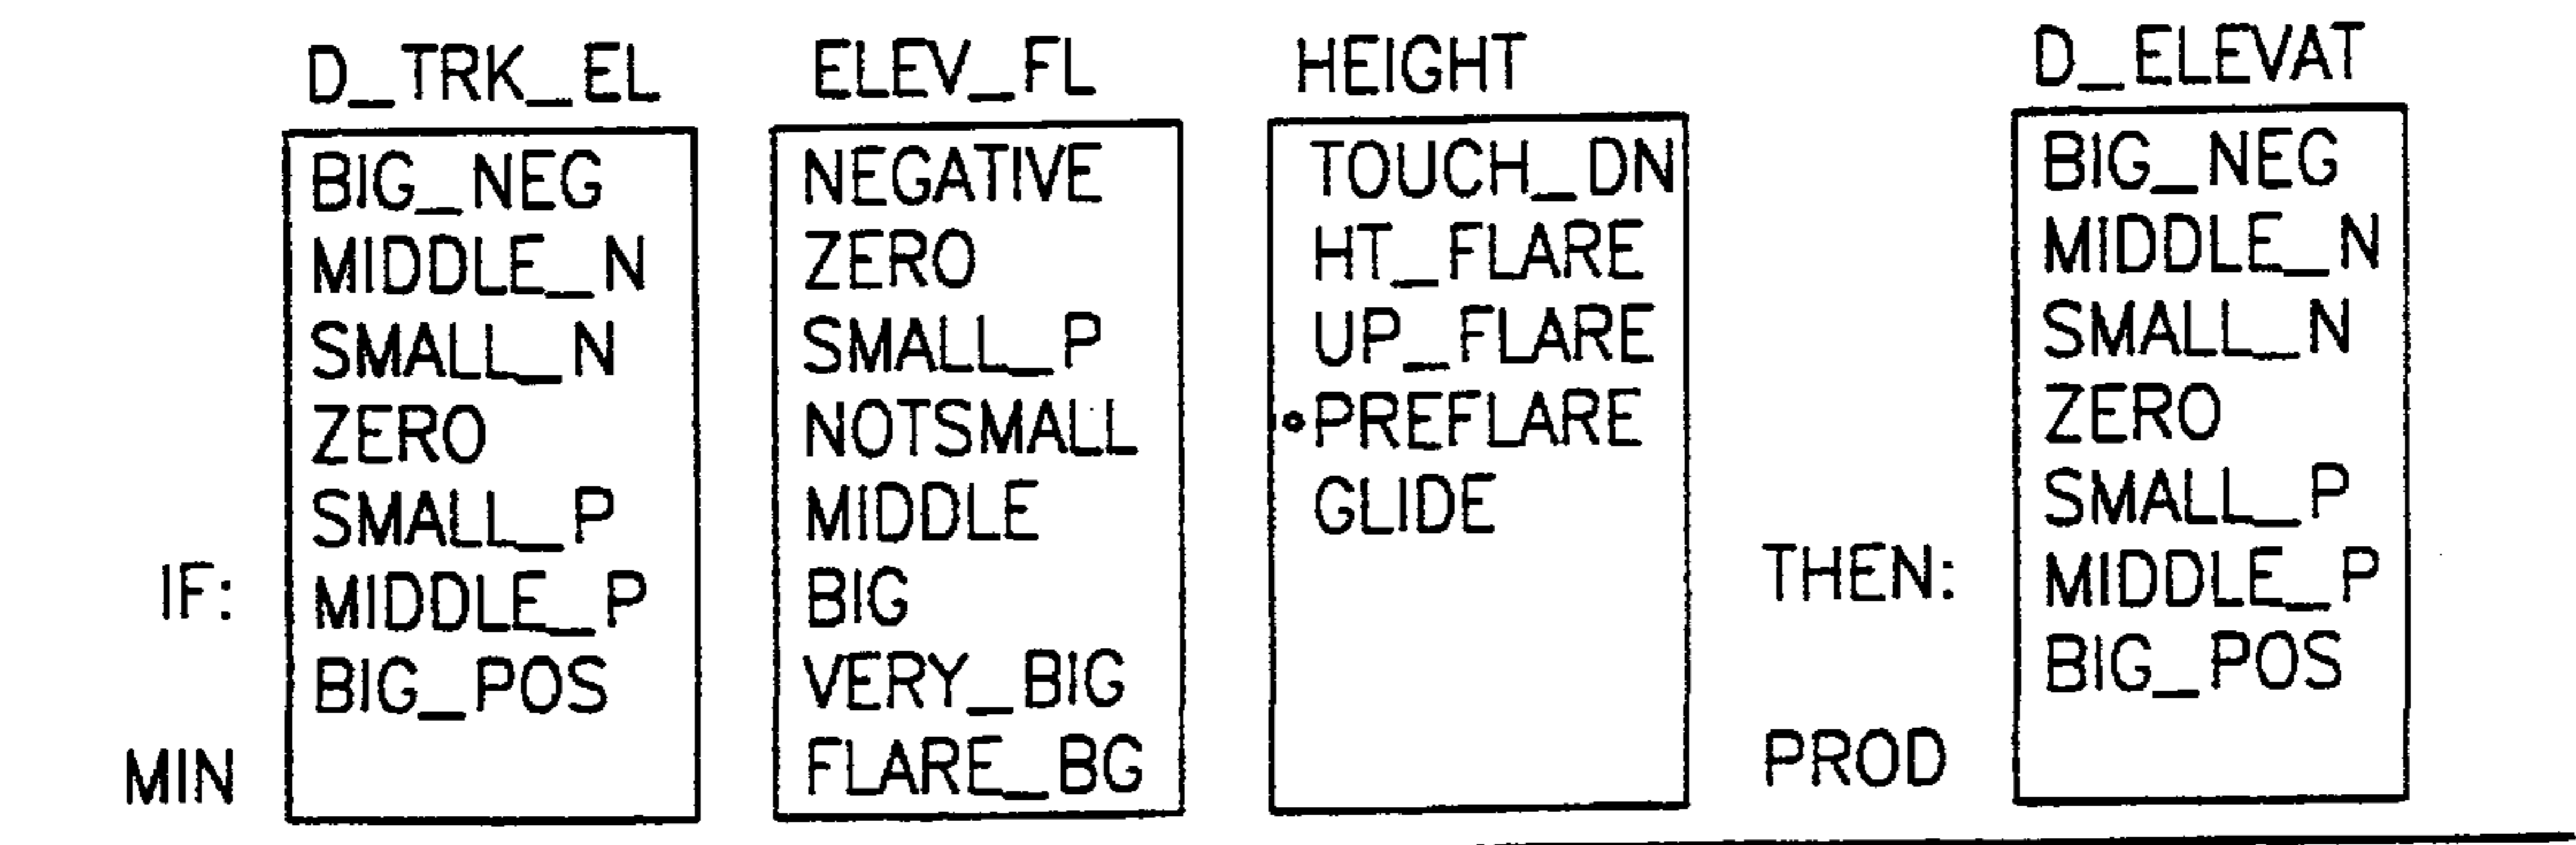 D_TRK_EL ELEV_FL HEIGHT D_ELEVAT
BIG_NEG NEGATIVE TOUCH_DN BIG_NEG
MIDDLE_N ZERO HT_FLARE MIDDLE_N
SMALL_N SMALL_P UP_FLARE SMALL_N
ZERO NOTSMALL •PREFLARE ZERO
SMALL_P MIDDLE GLIDE SMALL_P
IF: MIDDLE_P BIG THEN: MIDDLE_P
BIG_POS VERY_BIG BIG_POS
MIN FLARE_BG PROD